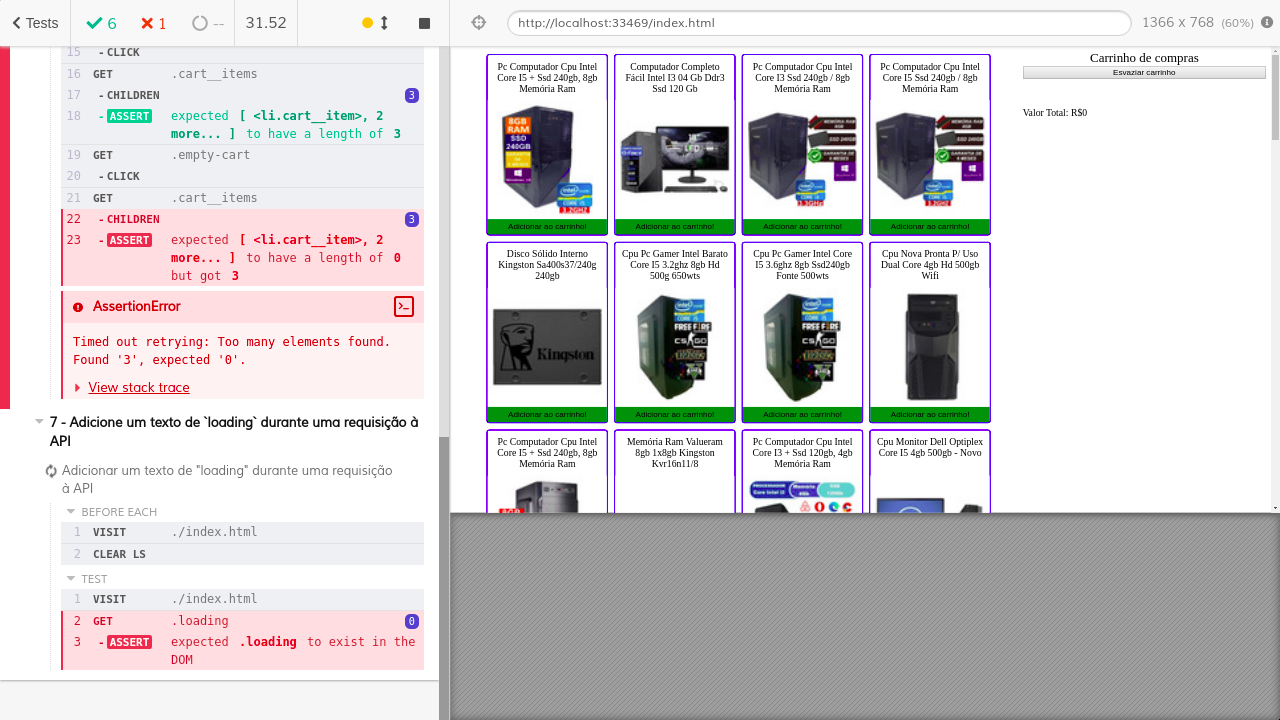 Tests
6
1
--
31.52
http://localhost:33469/index.html
1366 x 768 (60%)
15 -CLICK
16 GET .cart__items
17 -CHILDREN 3
18 -ASSERT expected [ <li.cart__item>, 2
more... ] to have a length of 3
19 GET .empty-cart
20 -CLICK
21 GET .cart__items
22 -CHILDREN 3
23 -ASSERT expected [ <li.cart__item>, 2
more... ] to have a length of 0
but got 3
AssertionError
Timed out retrying: Too many elements found.
Found '3', expected '0'.
View stack trace
7 - Adicione um texto de `loading` durante uma requisição à
API
Adicionar um texto de "loading" durante uma requisição
à API
BEFORE EACH
1 VISIT ./index.html
2 CLEAR LS
TEST
1 VISIT ./index.html
2 GET .loading 0
3 -ASSERT expected .loading to exist in the
DOM
Pc Computador Cpu Intel
Core I5 + Ssd 240gb, 8gb
Memória Ram
Adicionar ao carrinho!
Computador Completo
Fácil Intel I3 04 Gb Ddr3
Ssd 120 Gb
Adicionar ao carrinho!
Pc Computador Cpu Intel
Core I3 Ssd 240gb / 8gb
Memória Ram
Adicionar ao carrinho!
Pc Computador Cpu Intel
Core I5 Ssd 240gb / 8gb
Memória Ram
Adicionar ao carrinho!
Disco Sólido Interno
Kingston Sa400s37/240g
240gb
Kingston
Adicionar ao carrinho!
Cpu Pc Gamer Intel Barato
Core I5 3.2ghz 8gb Hd
500g 650wts
Adicionar ao carrinho!
Cpu Pc Gamer Intel Core
I5 3.6ghz 8gb Ssd240gb
Fonte 500wts
Adicionar ao carrinho!
Cpu Nova Pronta P/ Uso
Dual Core 4gb Hd 500gb
Wifi
Adicionar ao carrinho!
Pc Computador Cpu Intel
Core I5 + Ssd 240gb, 8gb
Memória Ram
Memória Ram Valueram
8gb 1x8gb Kingston
Kvr16n11/8
Pc Computador Cpu Intel
Core I3 + Ssd 120gb, 4gb
Memória Ram
Cpu Monitor Dell Optiplex
Core I5 4gb 500gb - Novo
Carrinho de compras
Esvaziar carrinho
Valor Total: R$0